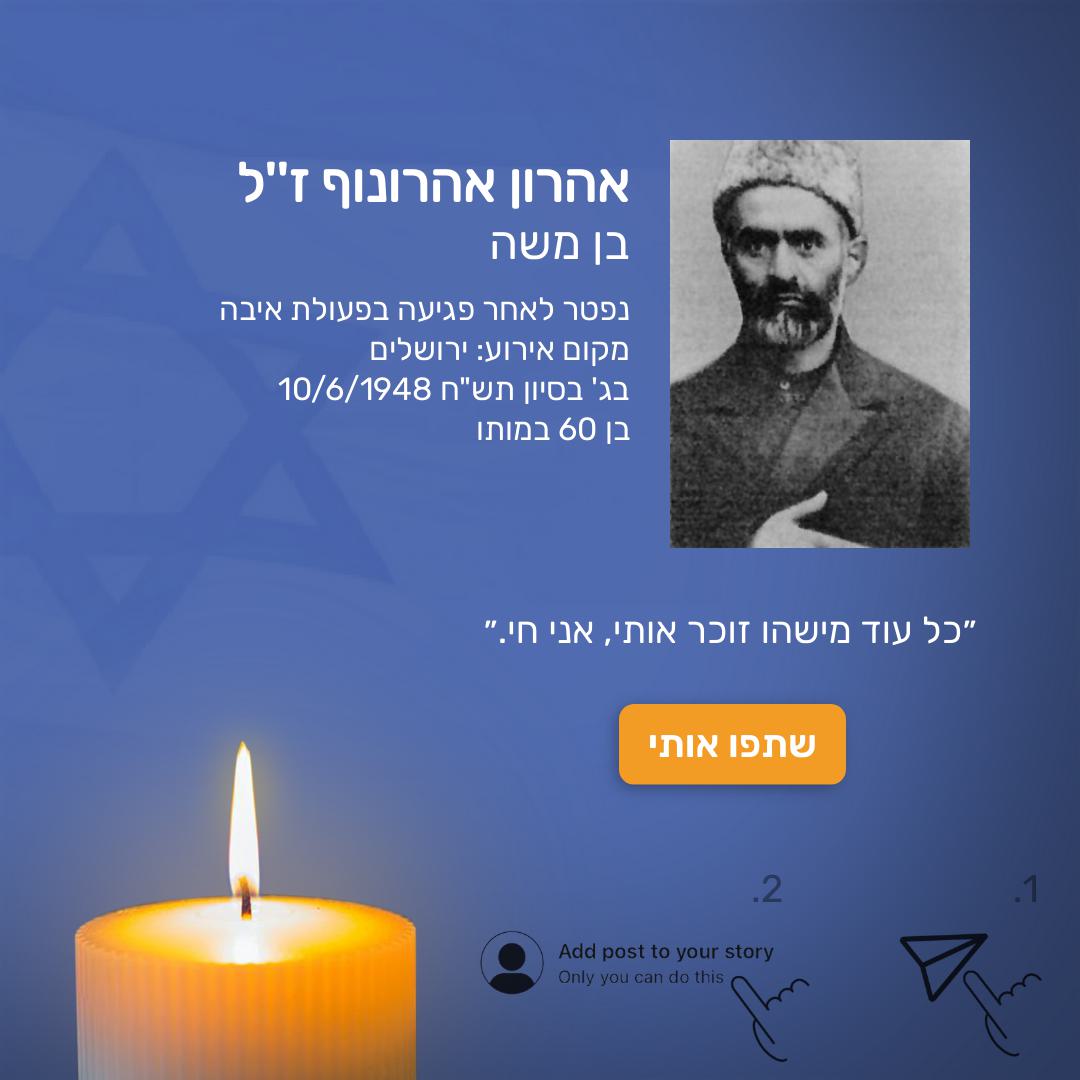 אהרון אהרונוף ז"ל
בן משה
נפטר לאחר פגיעה בפעולת איבה
מקום אירוע: ירושלים
בג' בסיון תש"ח 10/6/1948
בן 60 במותו
״כל עוד מישהו זוכר אותי, אני חי.״
שתפו אותי
1.
2.
Add post to your story
Only you can do this